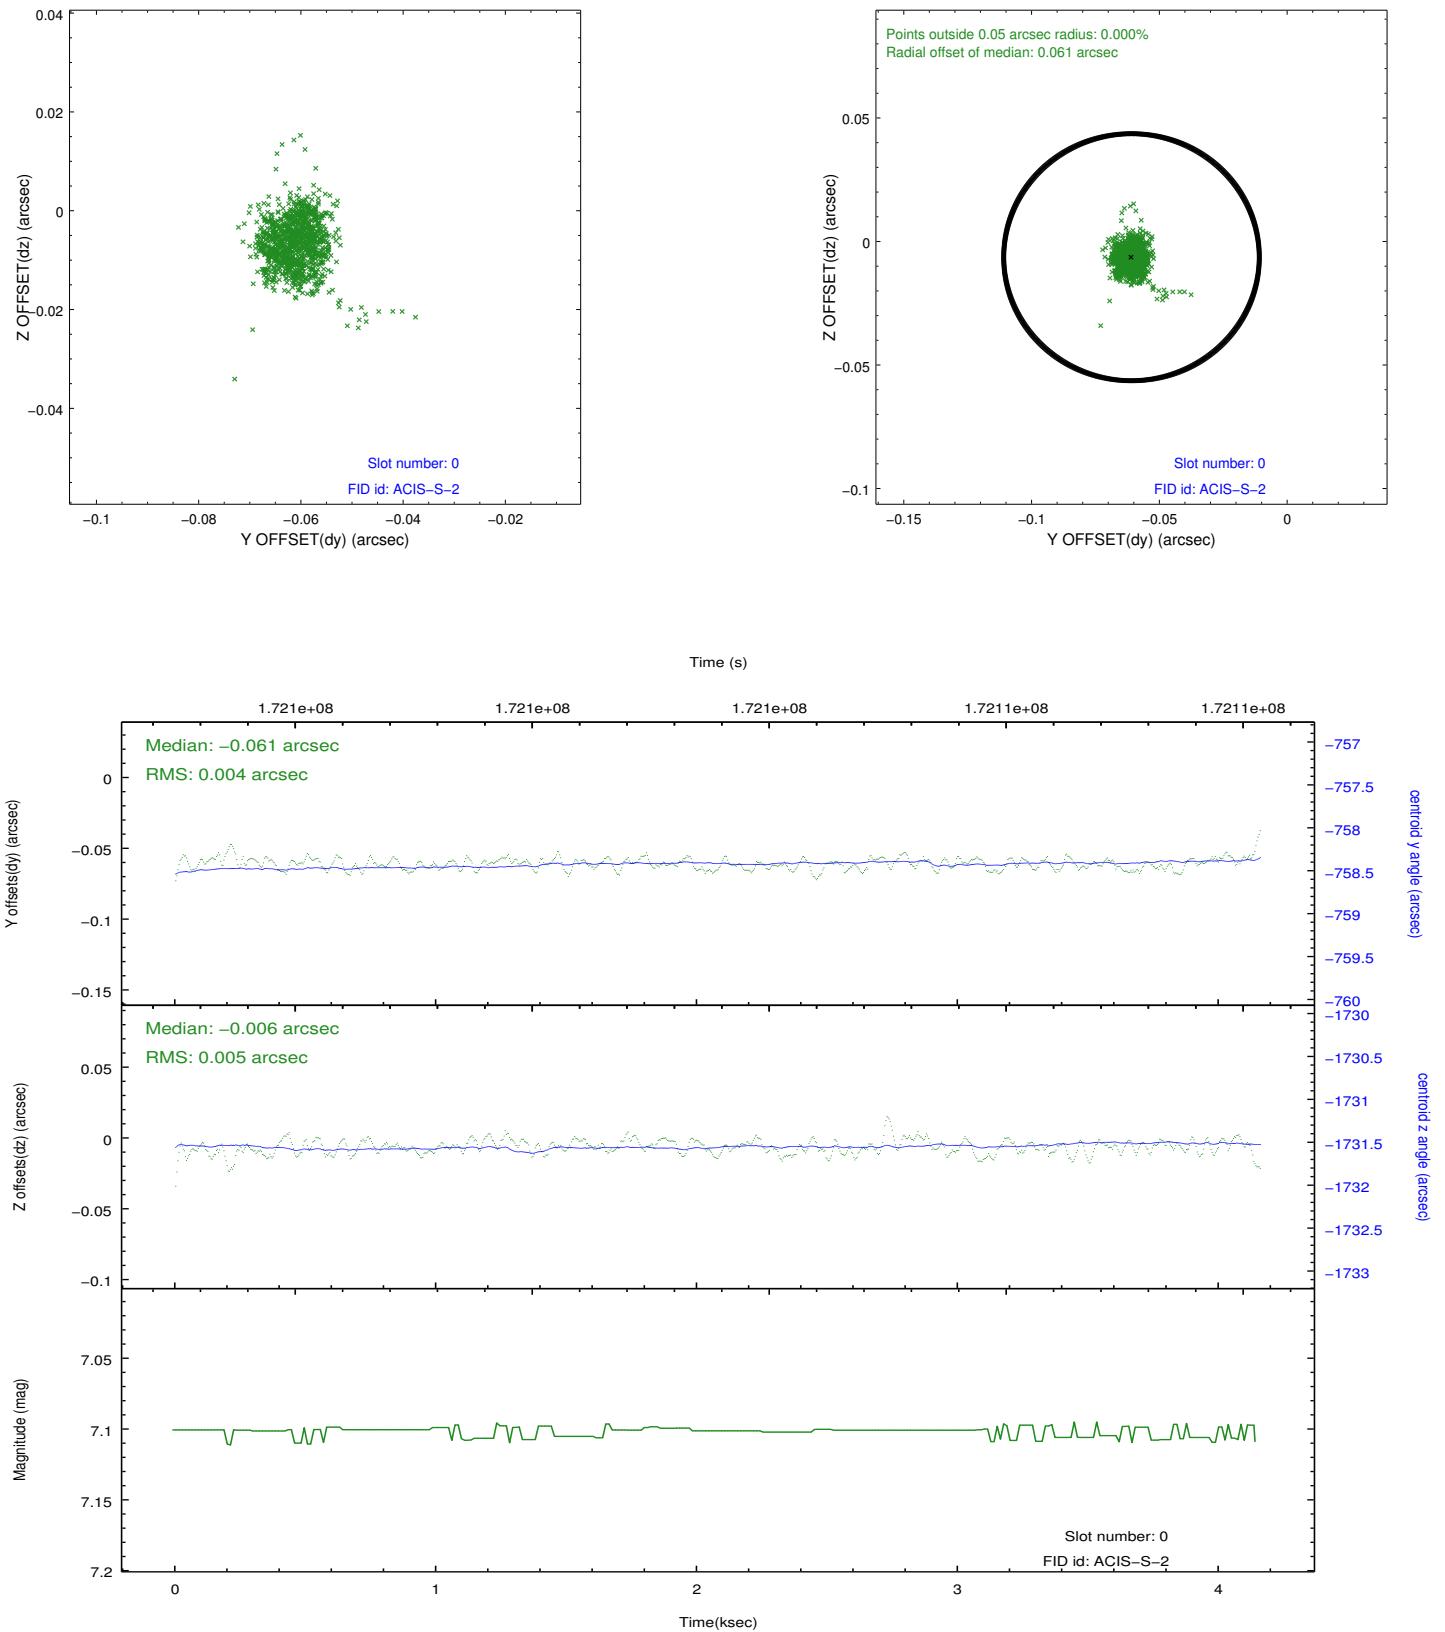 0.04
0.02
0
−0.02
−0.04
Z OFFSET(dz) (arcsec)
Slot number: 0
FID id: ACIS−S−2
−0.1
−0.08
−0.06
−0.04
−0.02
Y OFFSET(dy) (arcsec)
Points outside 0.05 arcsec radius: 0.000%
Radial offset of median: 0.061 arcsec
0.05
0
−0.05
−0.1
Z OFFSET(dz) (arcsec)
Slot number: 0
FID id: ACIS−S−2
−0.15
−0.1
−0.05
0
Y OFFSET(dy) (arcsec)
Time (s)
1.721e+08
1.721e+08
1.721e+08
1.7211e+08
1.7211e+08
Median: −0.061 arcsec
RMS: 0.004 arcsec
0
−0.05
−0.1
−0.15
Y offsets(dy) (arcsec)
−757
−757.5
−758
−758.5
−759
−759.5
−760
centroid y angle (arcsec)
Median: −0.006 arcsec
RMS: 0.005 arcsec
0.05
0
−0.05
−0.1
Z offsets(dz) (arcsec)
−1730
−1730.5
−1731
−1731.5
−1732
−1732.5
−1733
centroid z angle (arcsec)
7.05
7.1
7.15
7.2
Magnitude (mag)
Slot number: 0
FID id: ACIS−S−2
0
1
2
3
4
Time(ksec)